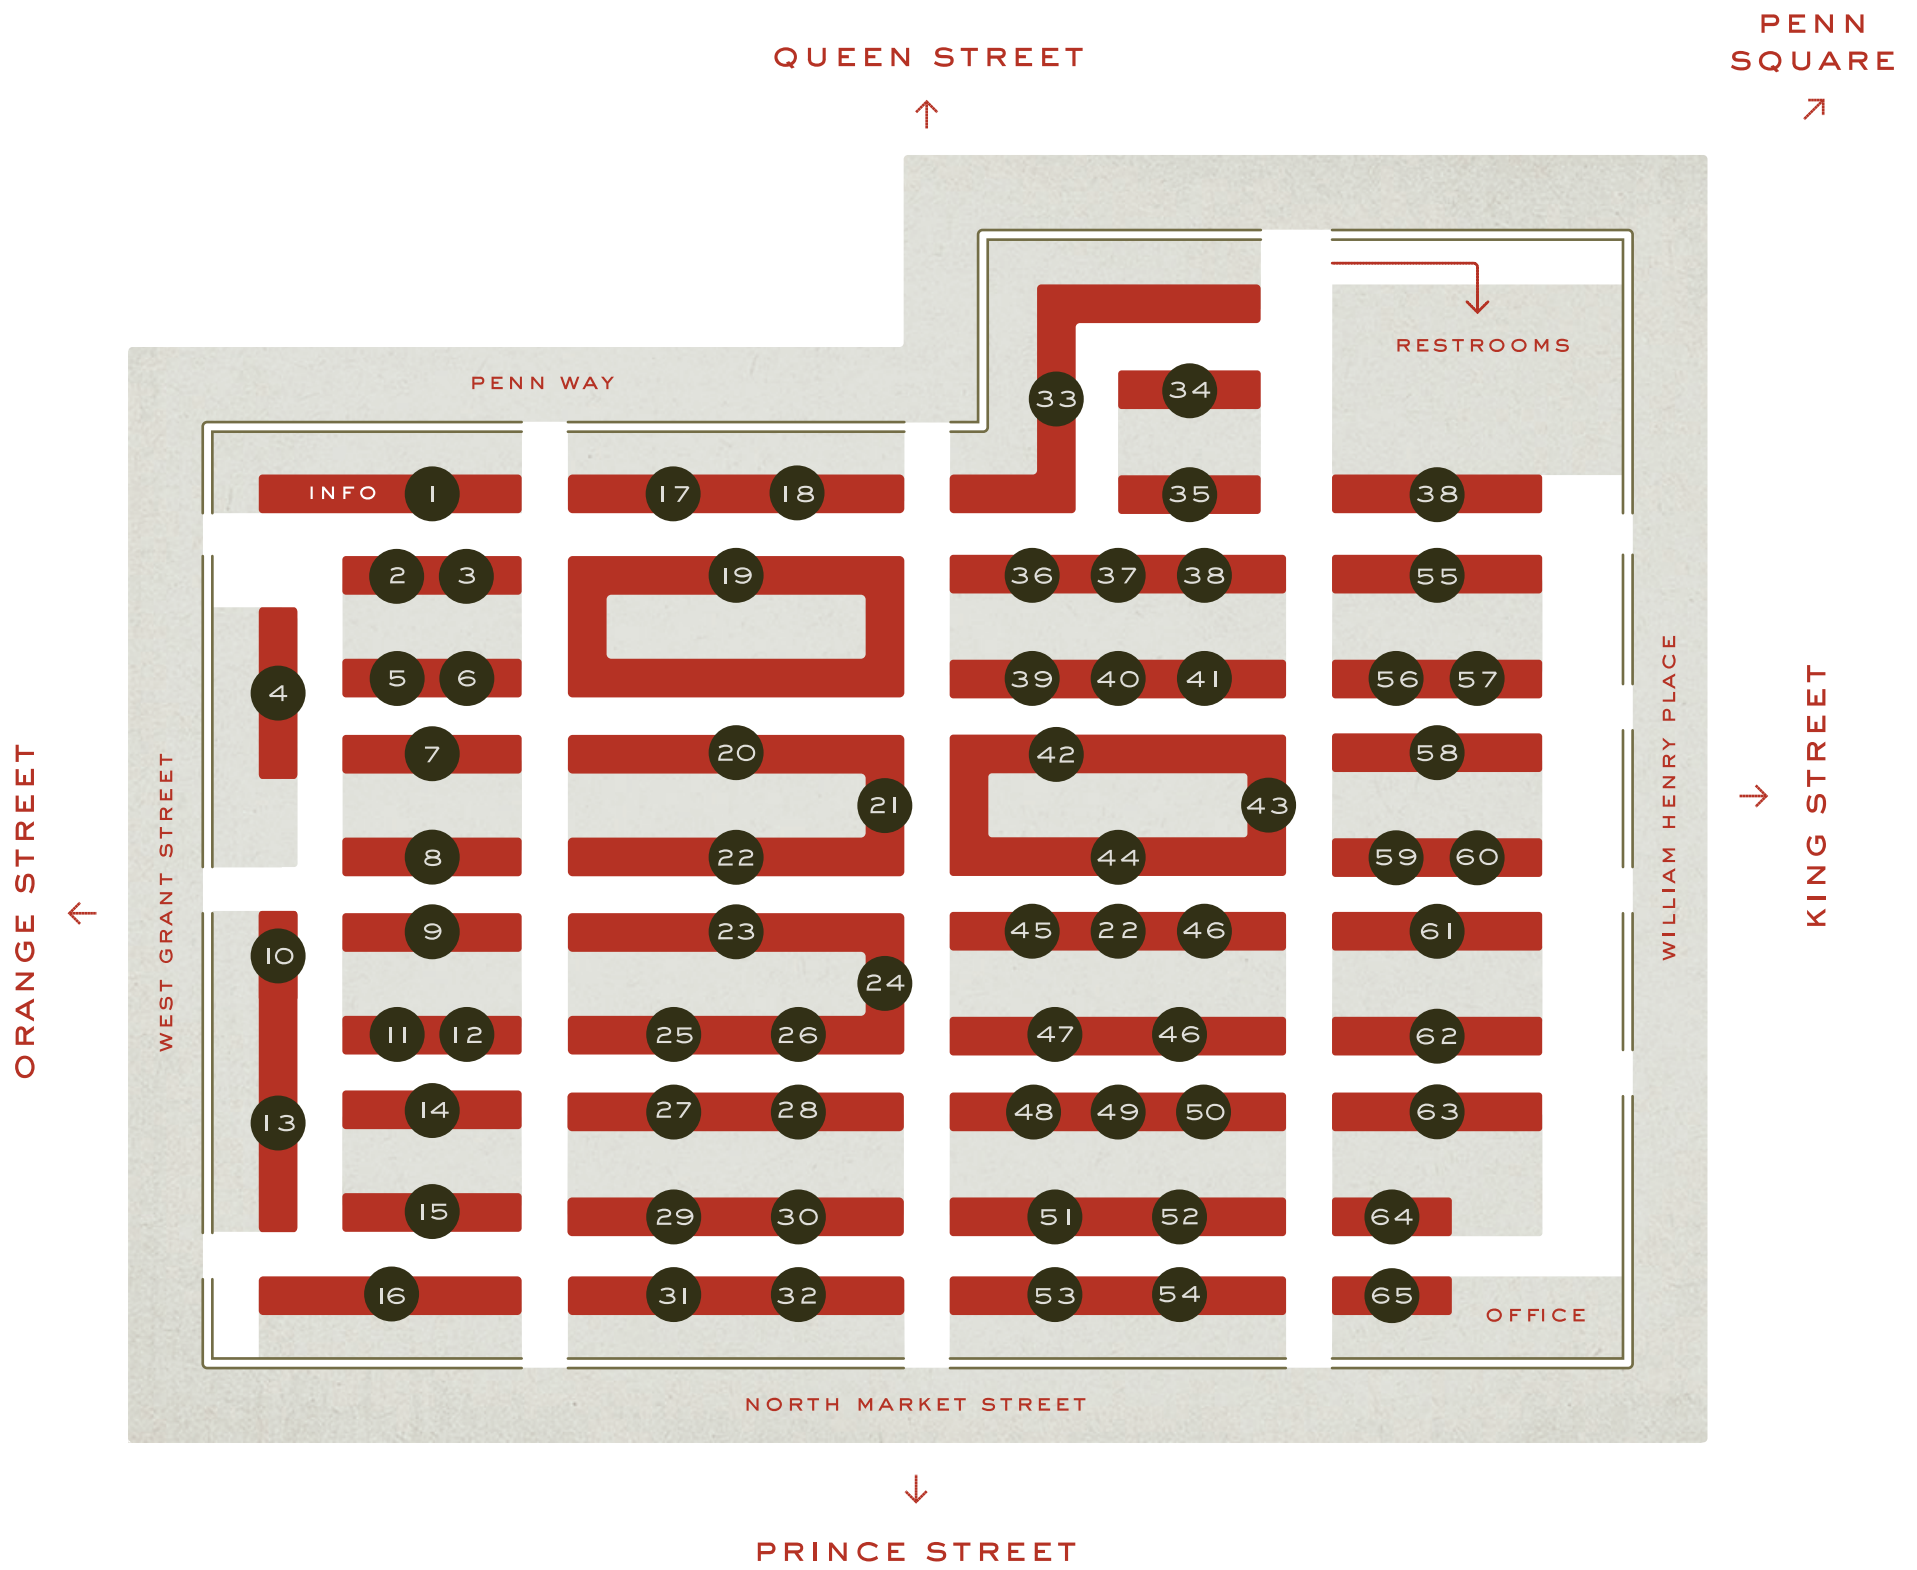 PENN
SQUARE
QUEEN STREET
RESTROOMS
PENN WAY
33
34
INFO 1
17 18
35
38
2 3
19
36 37 38
55
4
5 6
39 40 41
56 57
7
20
42
58
21
43
8
22
44
59 60
9
23
45 22 46
61
10
24
11 12
25 26
47 46
62
13
14
27 28
48 49 50
63
15
29 30
51 52
64
16
31 32
53 54
65
OFFICE
ORANGE STREET
WEST GRANT STREET
WILLIAM HENRY PLACE
KING STREET
NORTH MARKET STREET
PRINCE STREET